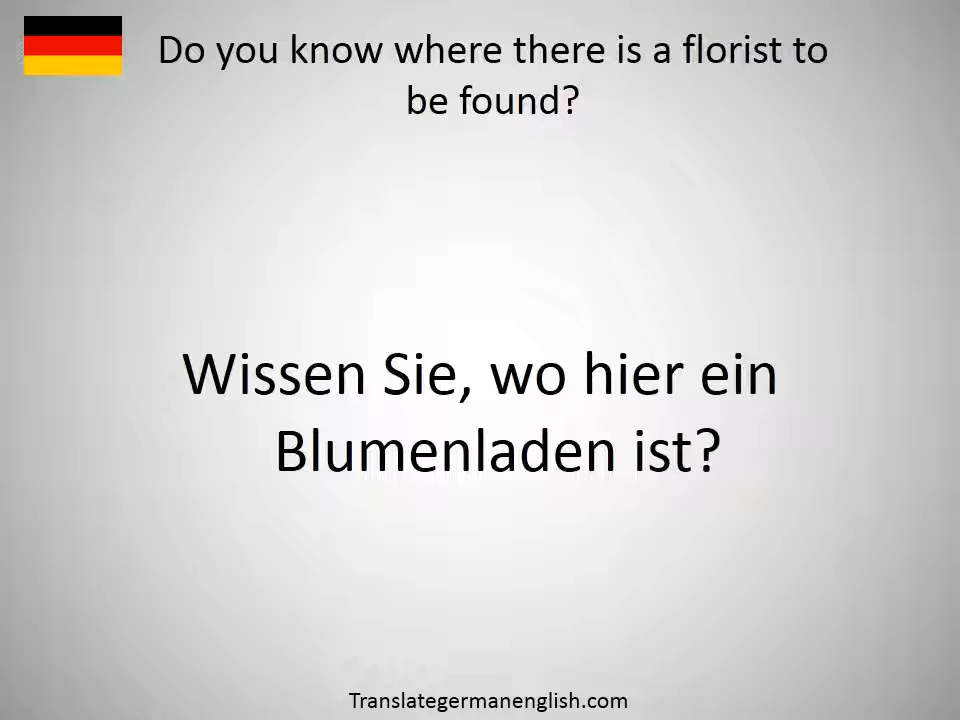 Do you know where there is a florist to
be found?
Wissen Sie, wo hier ein
Blumenladen ist?
Translategermanenglish.com